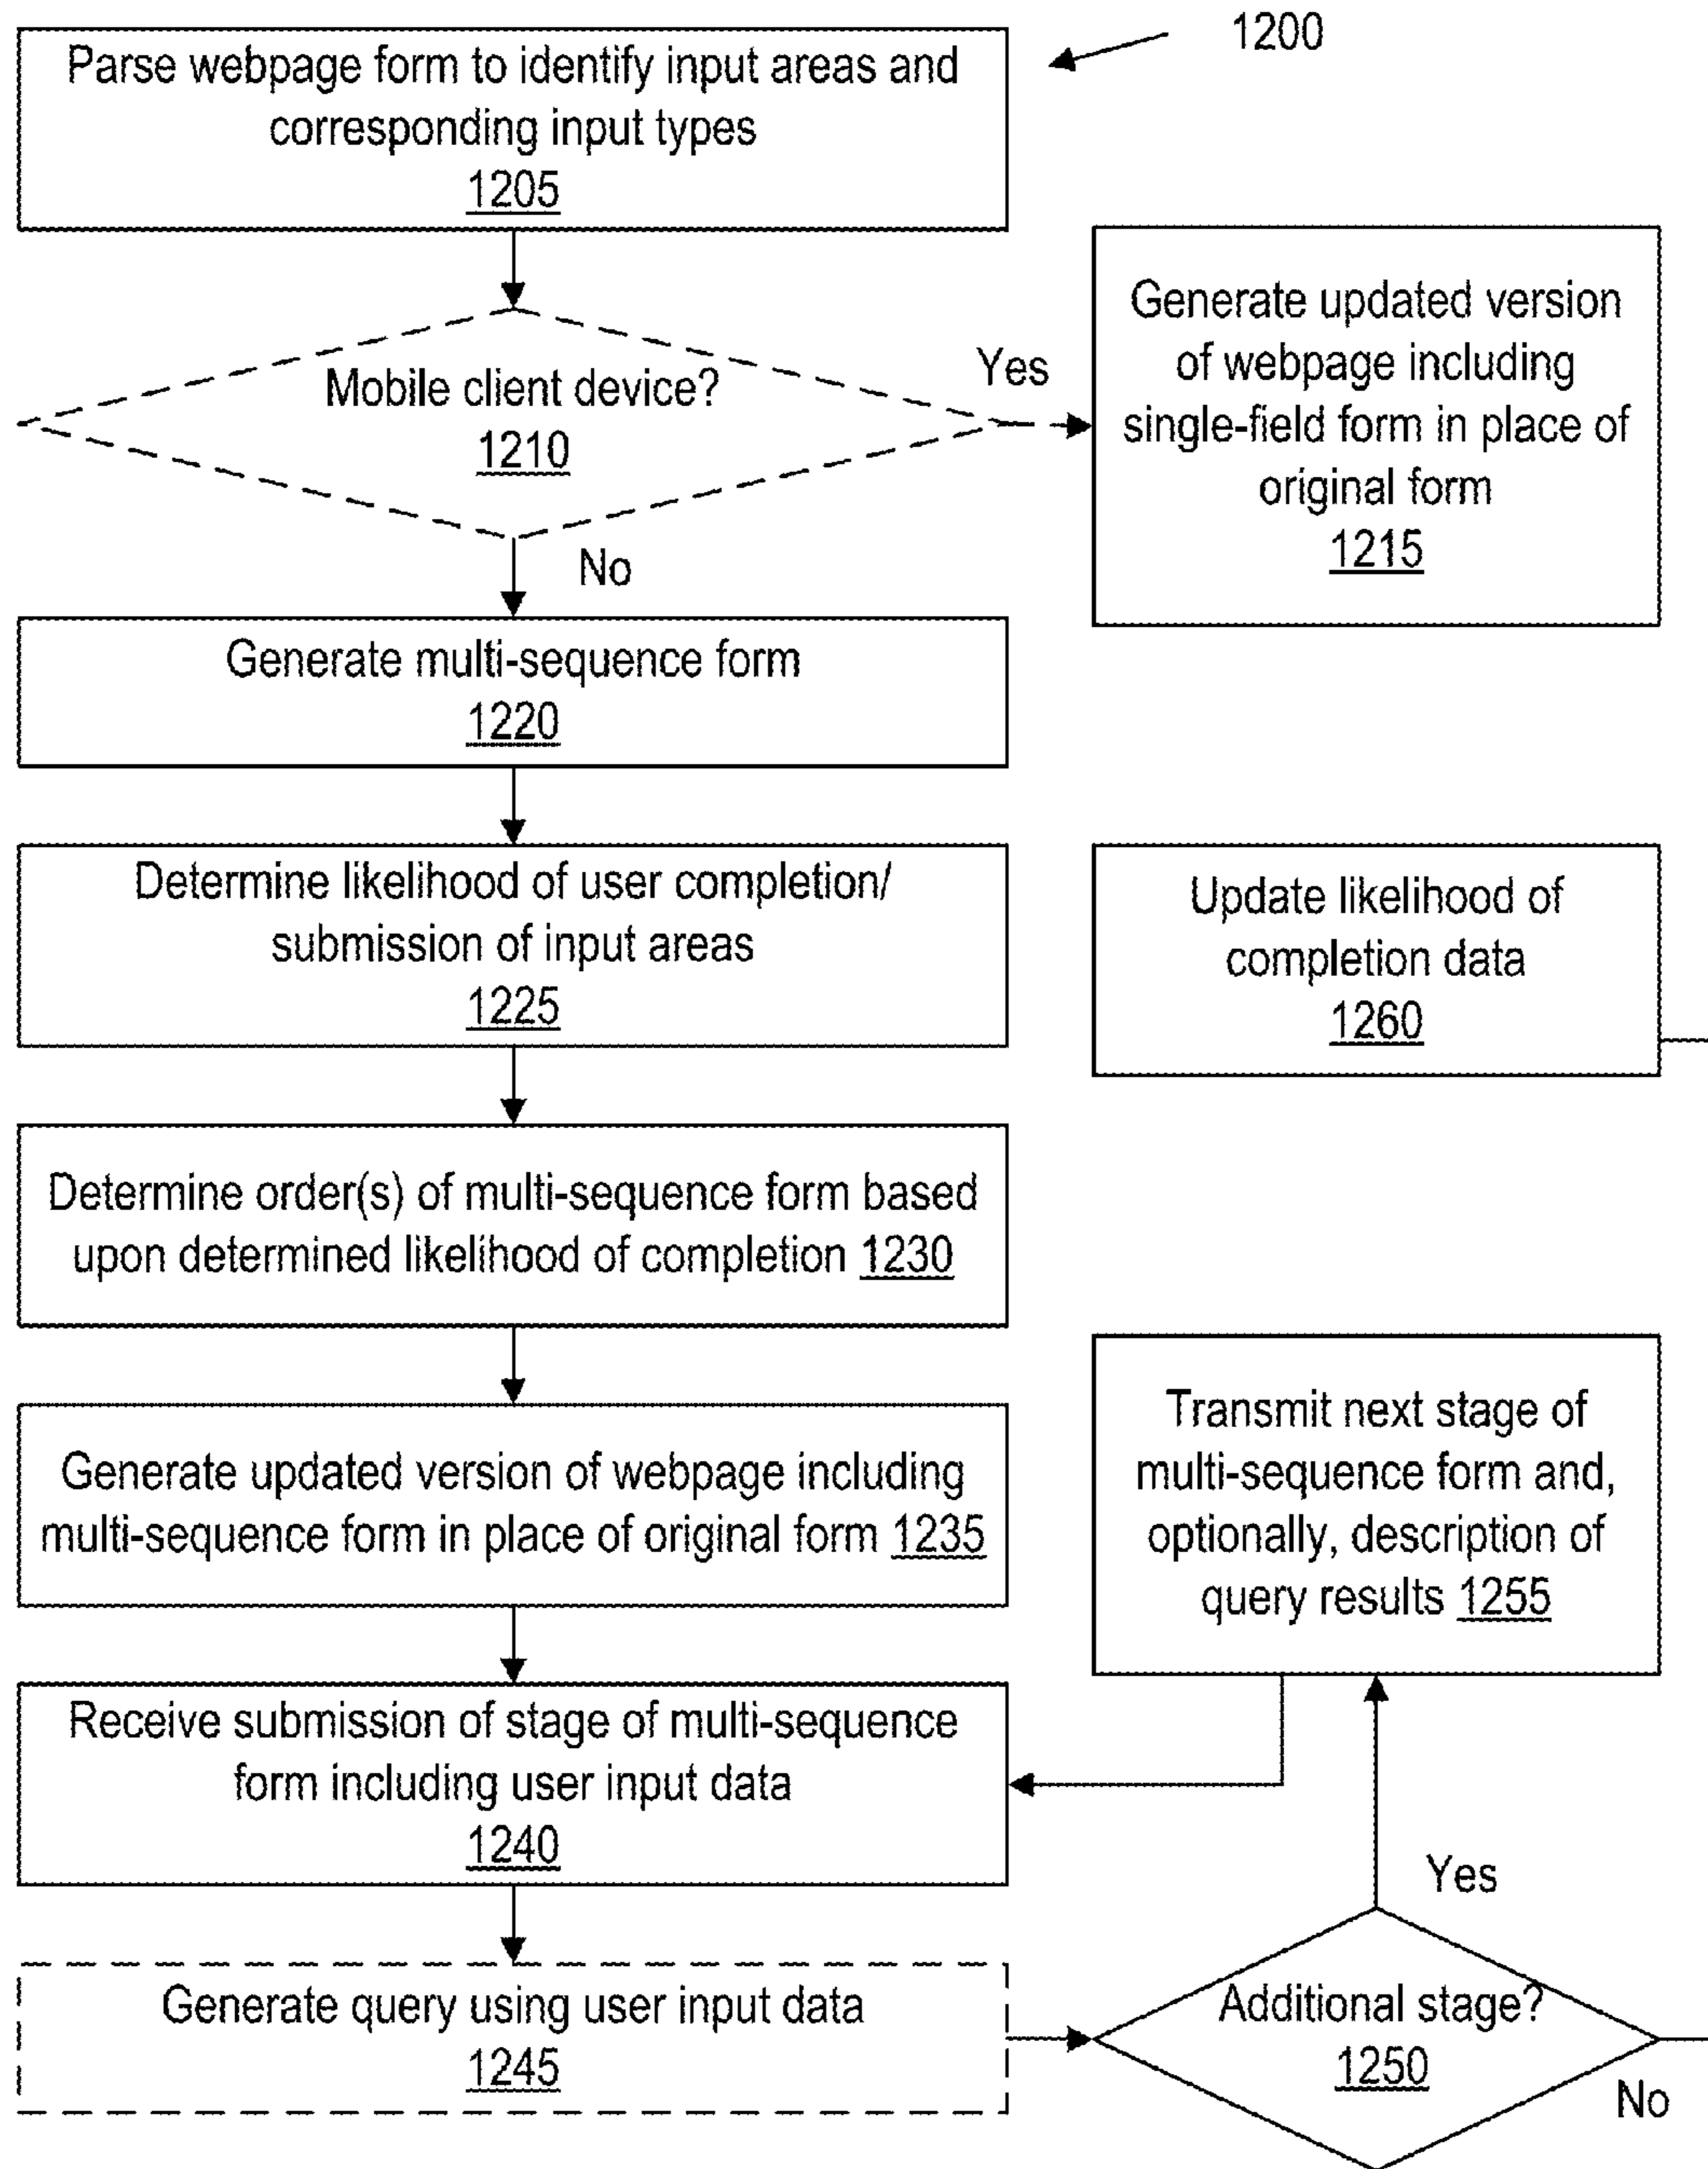 1200
Parse webpage form to identify input areas and
corresponding input types
1205
Mobile client device?
1210
Yes
No
Generate updated version
of webpage including
single-field form in place of
original form
1215
Generate multi-sequence form
1220
Determine likelihood of user completion/
submission of input areas
1225
Update likelihood of
completion data
1260
Determine order(s) of multi-sequence form based
upon determined likelihood of completion 1230
Generate updated version of webpage including
multi-sequence form in place of original form 1235
Transmit next stage of
multi-sequence form and,
optionally, description of
query results 1255
Receive submission of stage of multi-sequence
form including user input data
1240
Yes
Generate query using user input data
1245
Additional stage?
1250
No